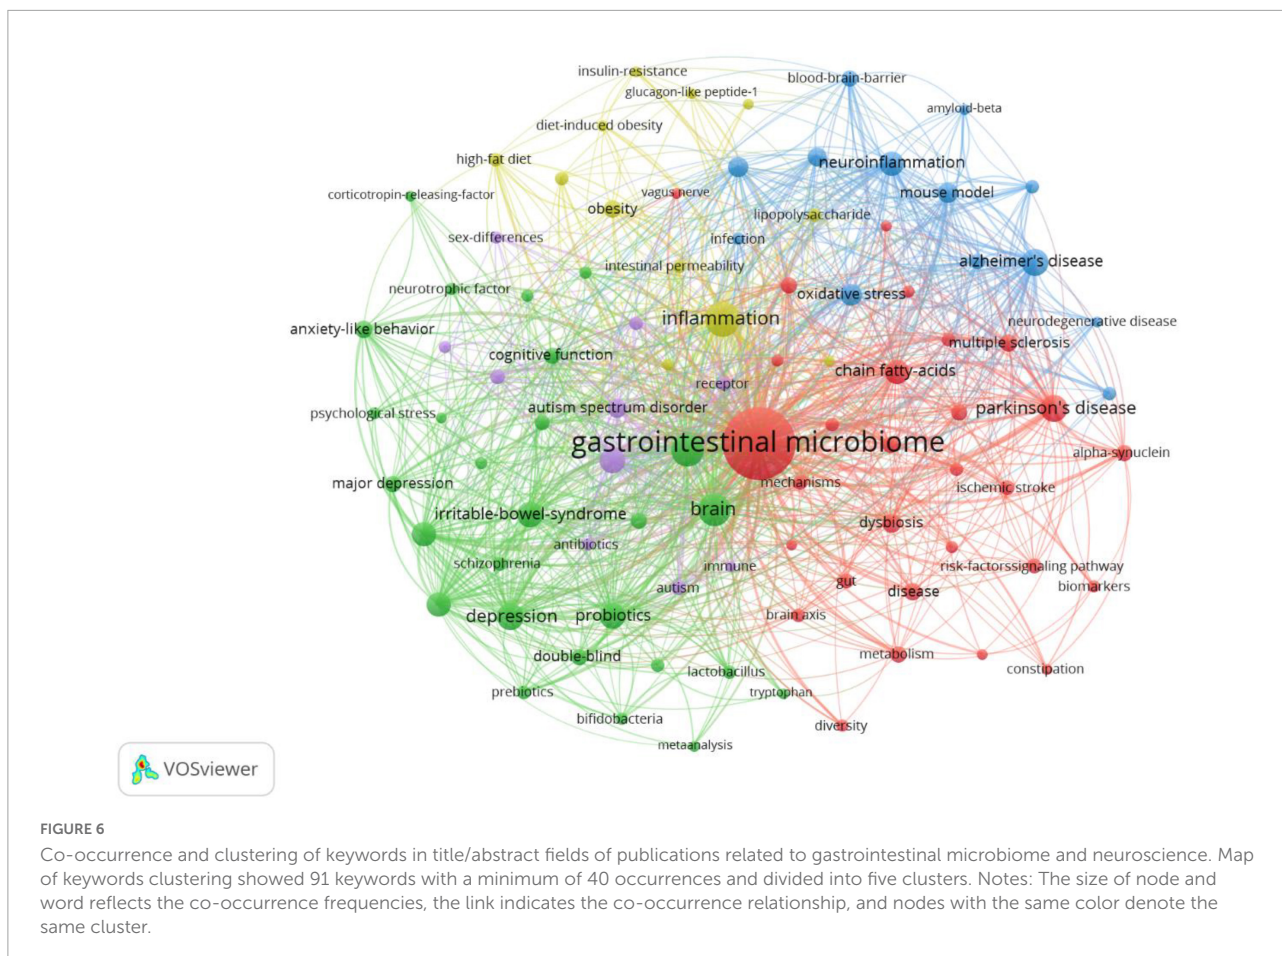 insulin-resistance
blood-brain-barrier
glucagon-like peptide-1
amyloid-beta
diet-induced obesity
high-fat diet
neuroinflammation
corticotropin-releasing-factor
vagus nerve
mouse model
obesity
lipopolysaccharide
sex-differences
infection
intestinal permeability
alzheimer's disease
neurotrophic factor
oxidative stress
inflammation
neurodegenerative disease
anxiety-like behavior
multiple sclerosis
cognitive function
chain fatty-acids
receptor
psychological stress
autism spectrum disorder
parkinson's disease
gastrointestinal microbiome
alpha-synuclein
major depression
mechanisms
ischemic stroke
irritable-bowel-syndrome
brain
dysbiosis
antibiotics
schizophrenia
immune
risk-factorssignaling pathway
autism
gut
disease
biomarkers
depression
probiotics
brain axis
double-blind
metabolism
lactobacillus
constipation
prebiotics
tryptophan
bifidobacteria
diversity
metaanalysis
VOSviewer
FIGURE 6
Co-occurrence and clustering of keywords in title/abstract fields of publications related to gastrointestinal microbiome and neuroscience. Map
of keywords clustering showed 91 keywords with a minimum of 40 occurrences and divided into five clusters. Notes: The size of node and
word reflects the co-occurrence frequencies, the link indicates the co-occurrence relationship, and nodes with the same color denote the
same cluster.